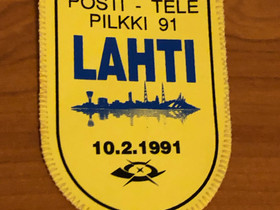 POSTI - TELE
PILKKI 91
LAHTI
10.2.1991